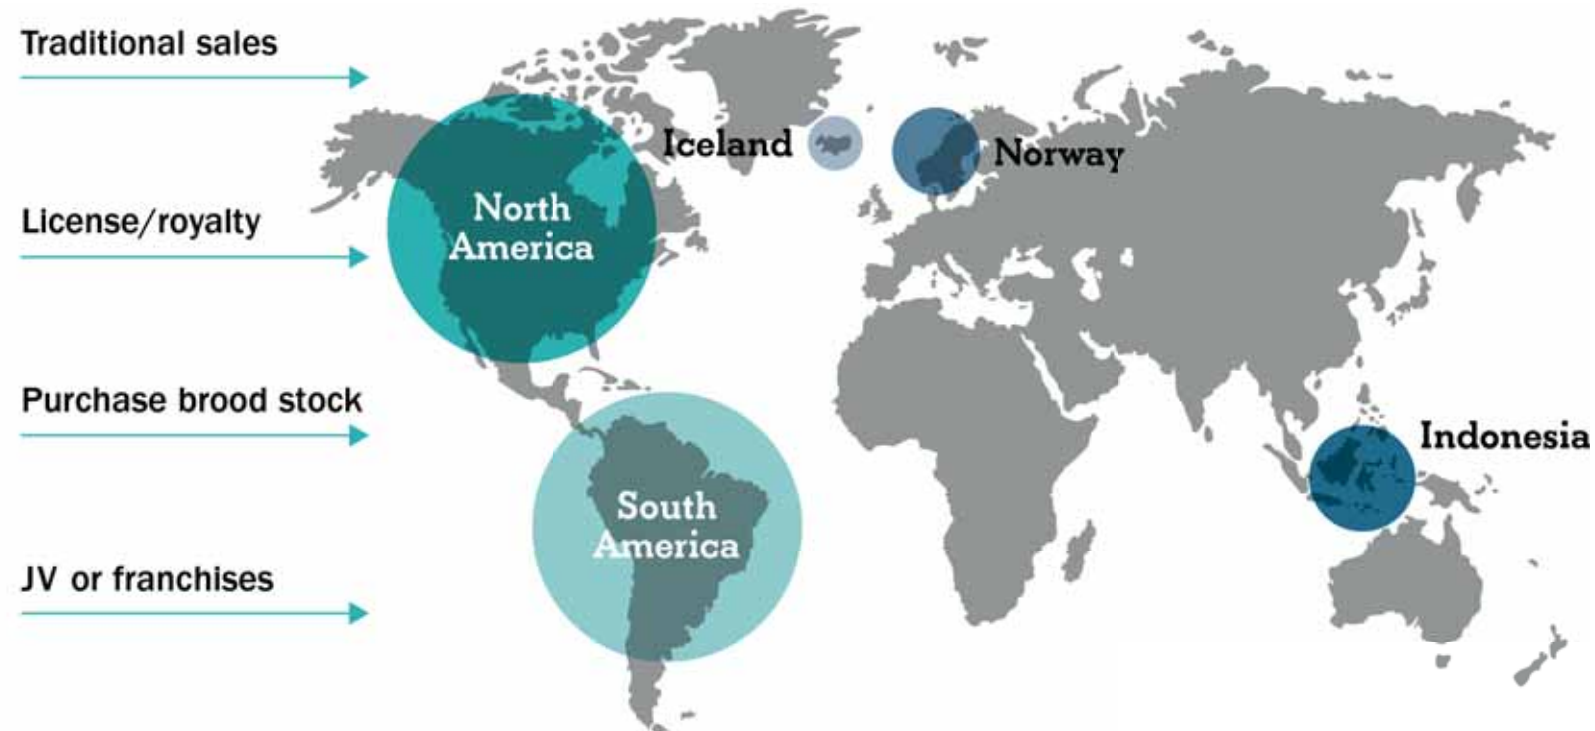 Traditional sales
License/royalty
Purchase brood stock
JV or franchises
North
America
Iceland
Norway
South
America
Indonesia